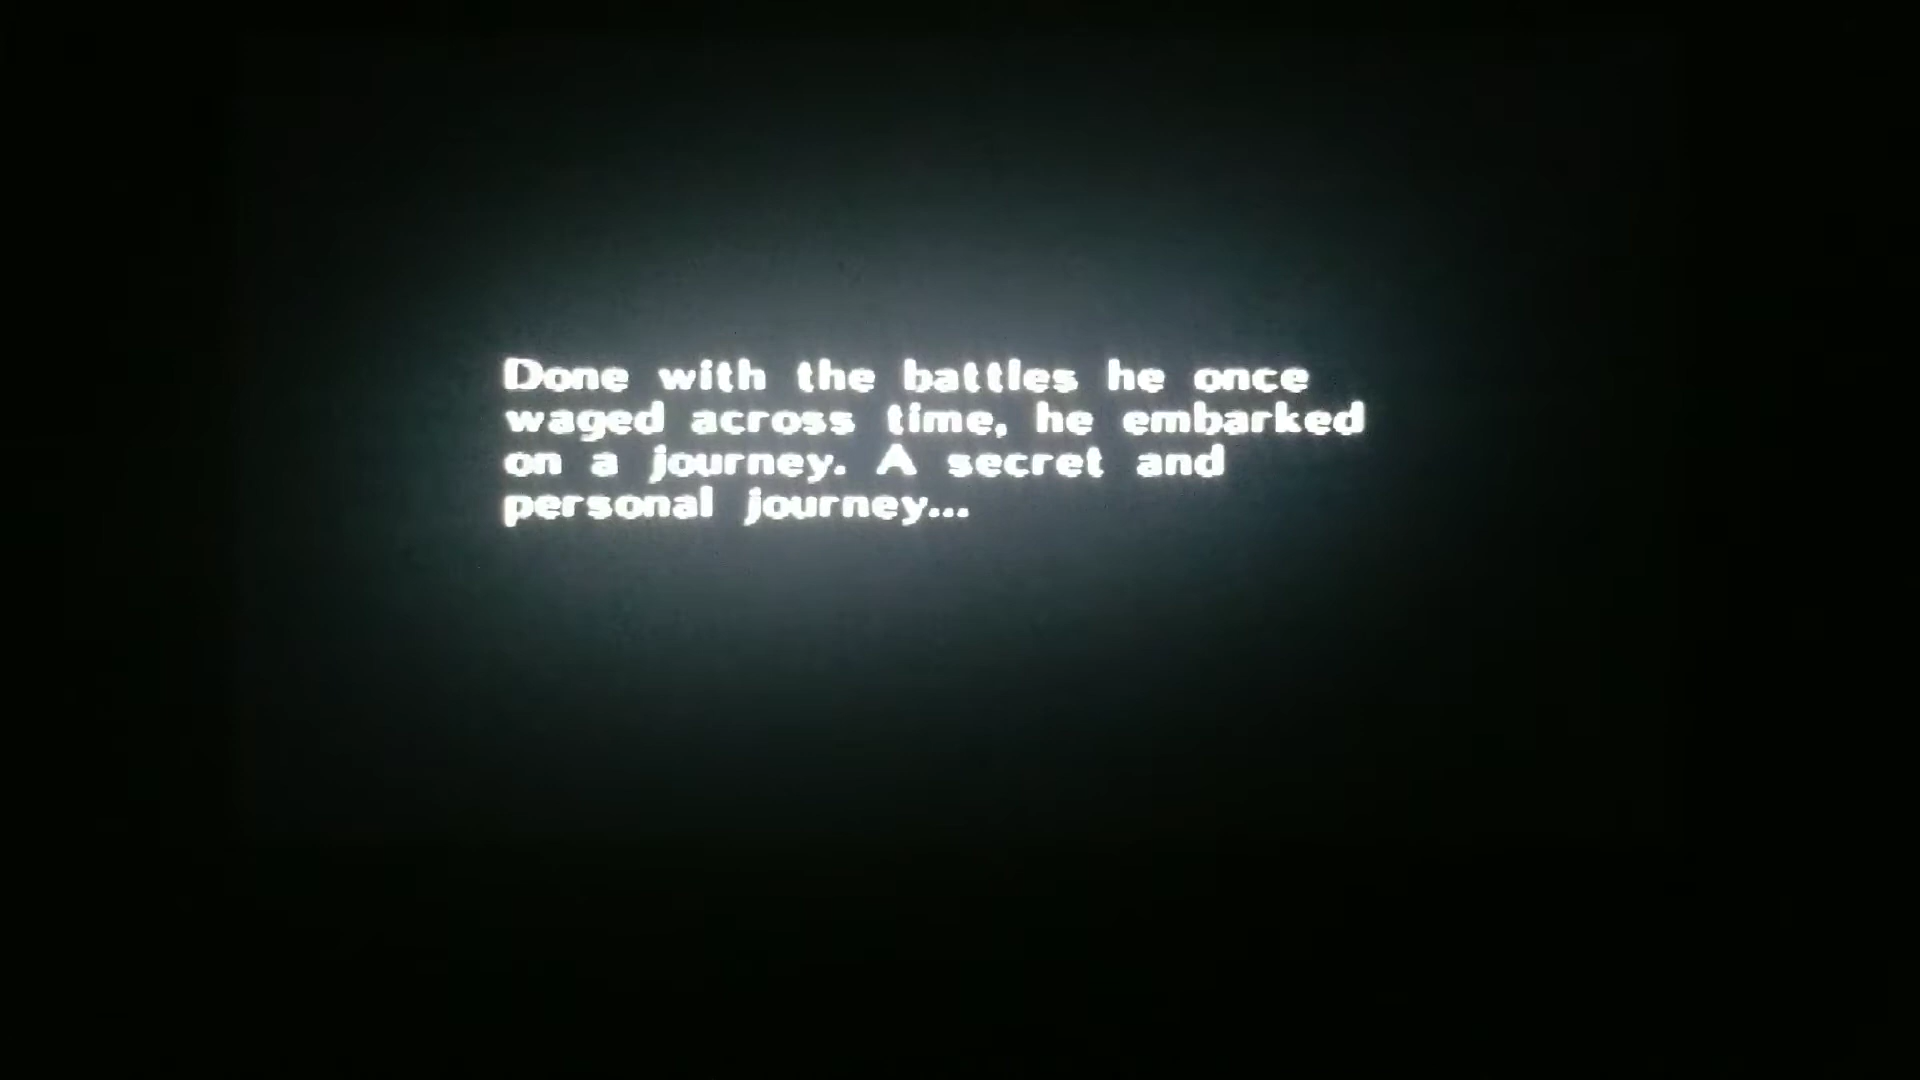 Done with the battles he once
waged across time, he embarked
on a journey. A secret and
personal journey...